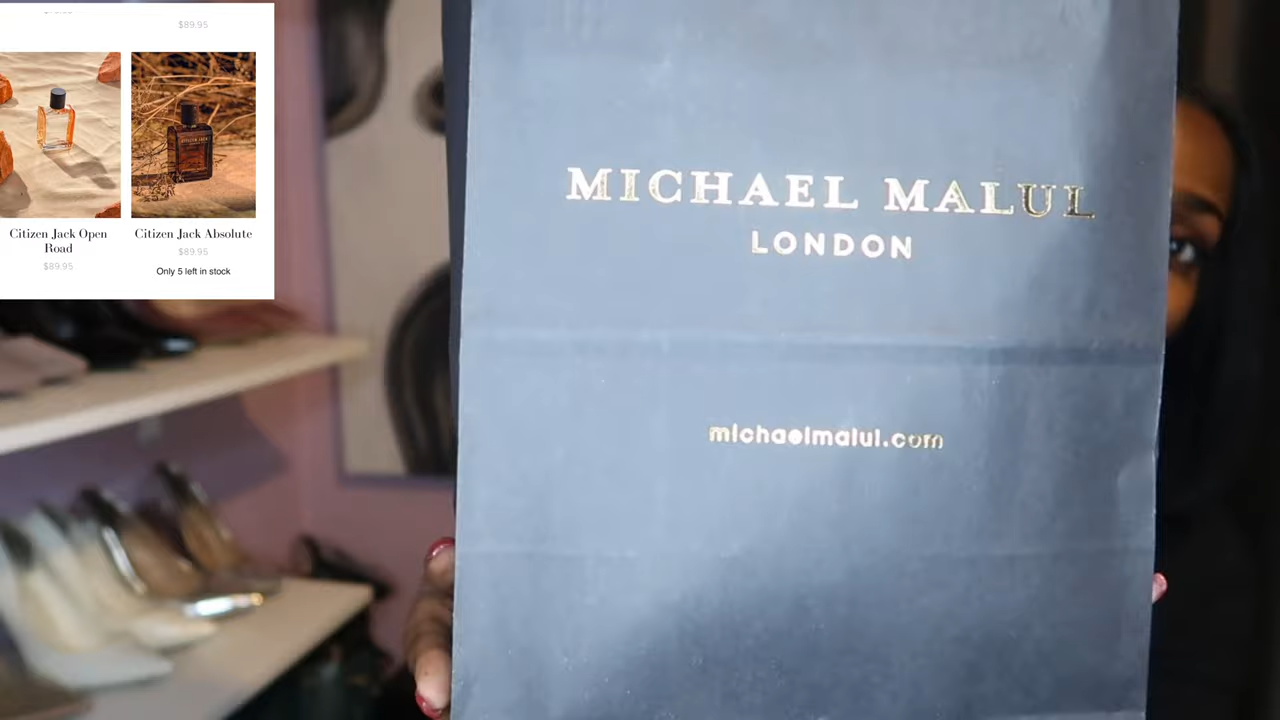 $89.95
Citizen Jack Open
Road
$89.95
Citizen Jack Absolute
$89.95
Only 5 left in stock
MICHAEL MALUL
LONDON
michaelmalul.com